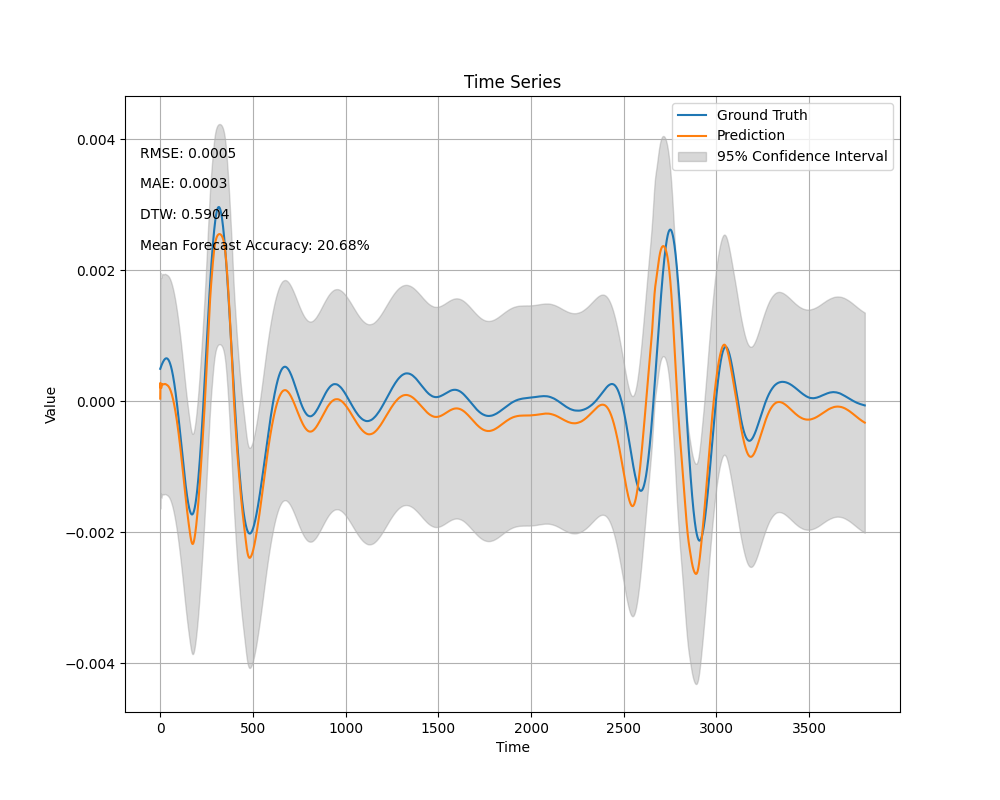 Time Series
Ground Truth
Prediction
95% Confidence Interval
RMSE: 0.0005
MAE: 0.0003
DTW: 0.5904
Mean Forecast Accuracy: 20.68%
Value
0.004
0.002
0.000
−0.002
−0.004
0 500 1000 1500 2000 2500 3000 3500
Time